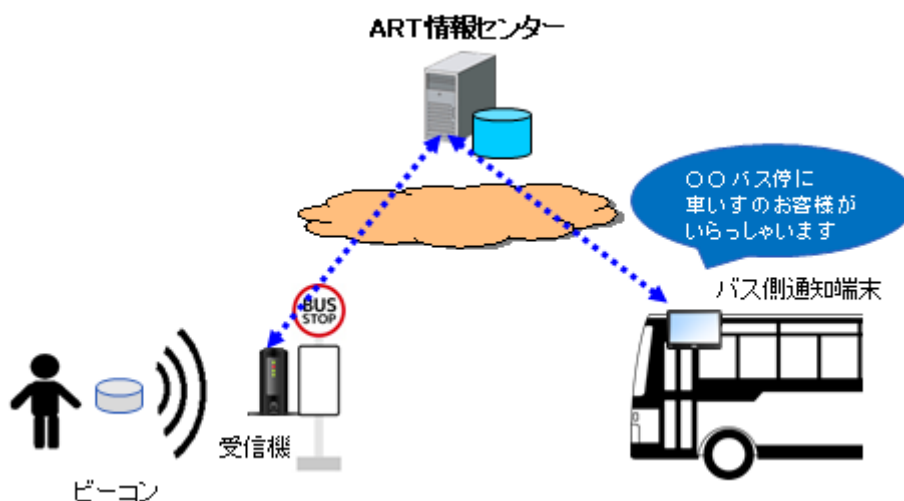 ART情報センター
〇〇バス停に
車いすのお客様が
いらっしゃいます
バス側通知端末
BUS
STOP
受信機
ビーコン